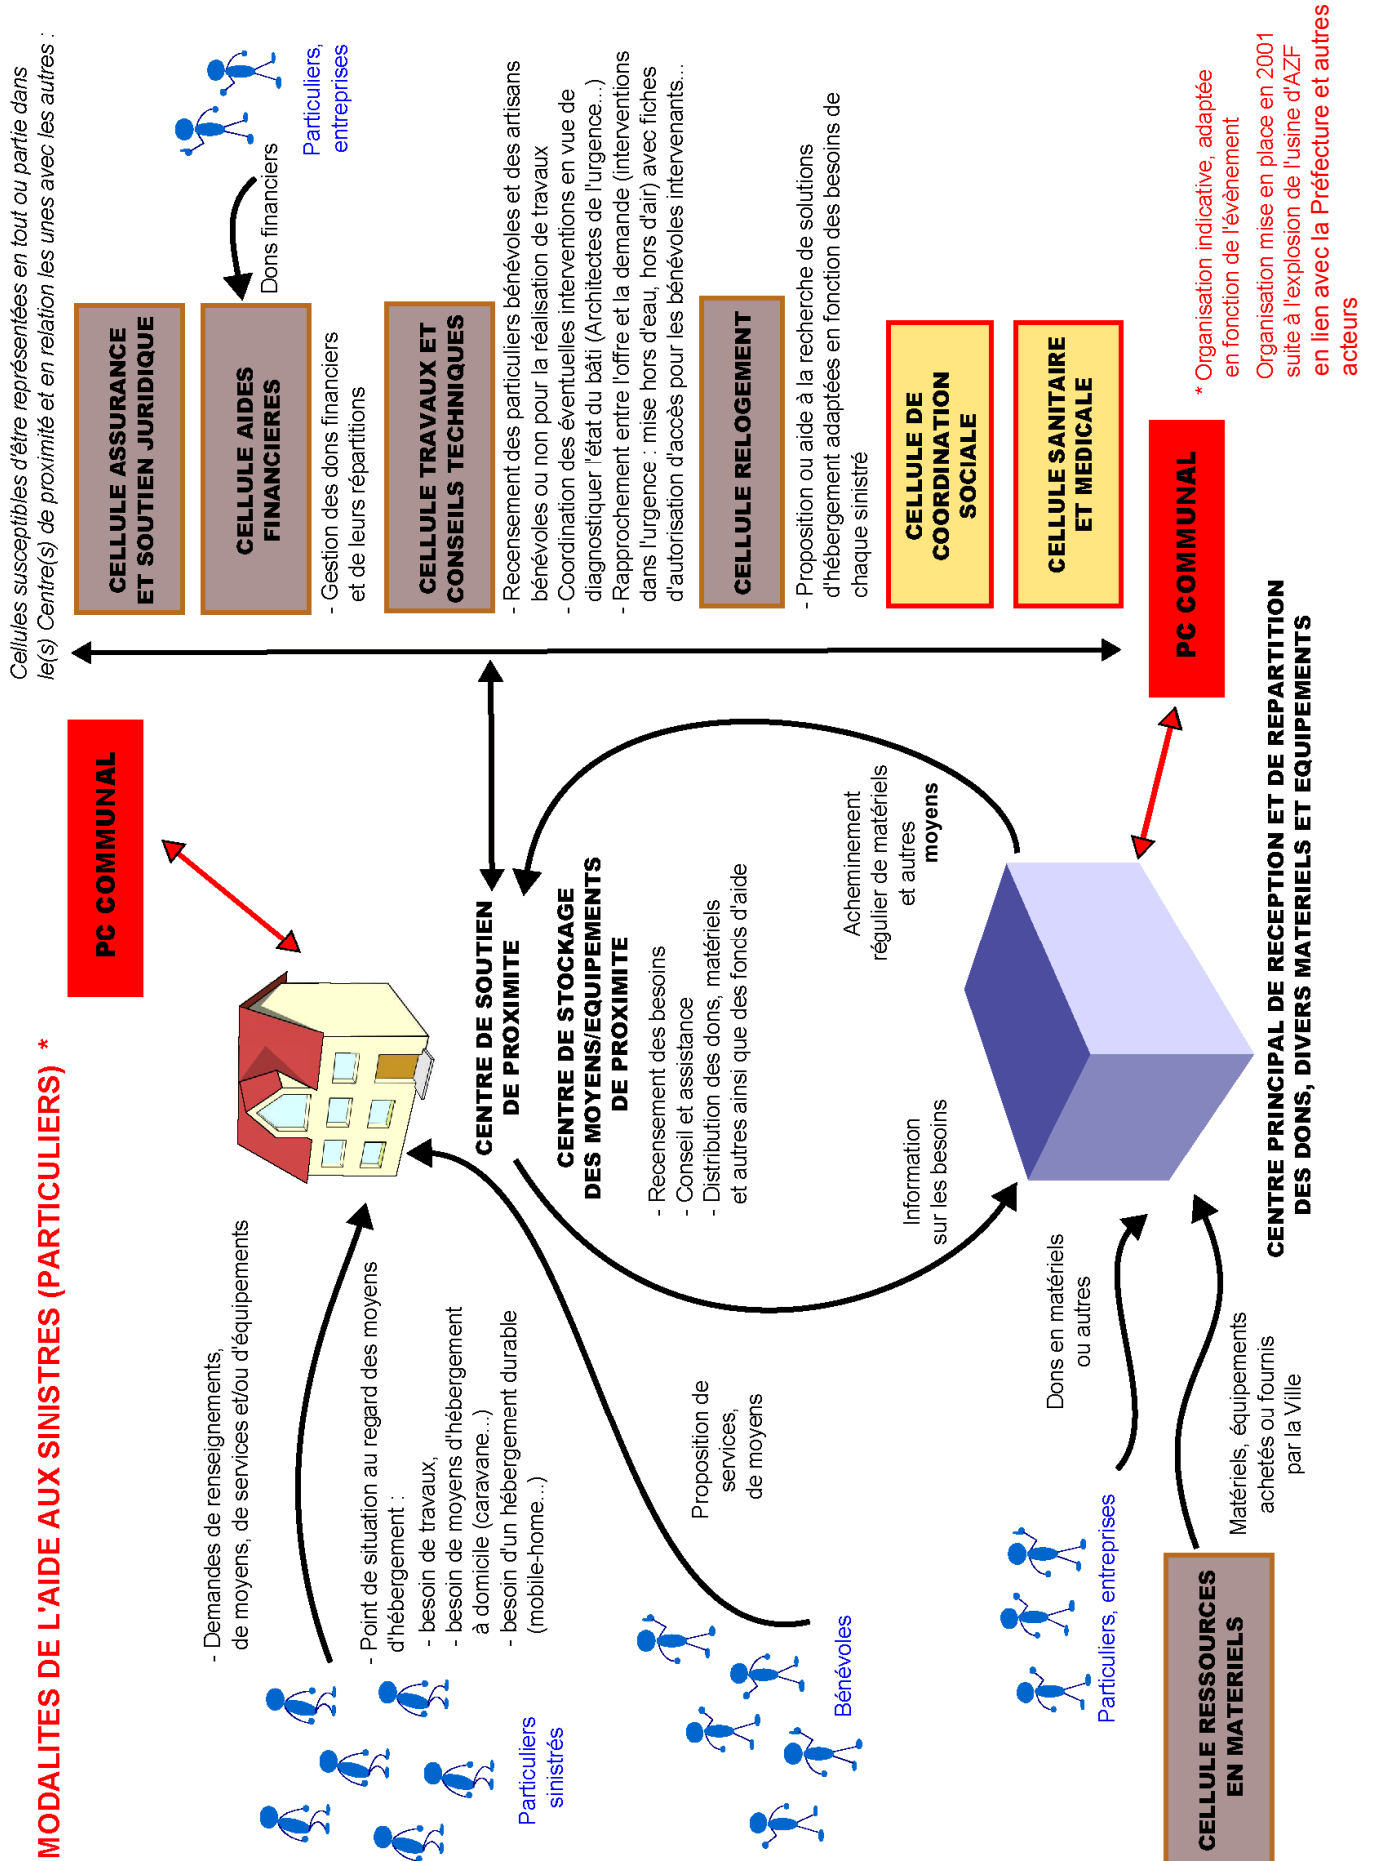 MODALITES DE L'AIDE AUX SINISTRES (PARTICULIERS) *
Cellules susceptibles d'être représentées en tout ou partie dans
le(s) Centre(s) de proximité et en relation les unes avec les autres :
PC COMMUNAL
- Demandes de renseignements,
de moyens, de services et/ou d'équipements
- Point de situation au regard des moyens
d'hébergement :
- besoin de travaux,
- besoin de moyens d'hébergement
à domicile (caravane...)
- besoin d'un hébergement durable
(mobile-home...)
Particuliers
sinistrés
CENTRE DE SOUTIEN
DE PROXIMITE
CENTRE DE STOCKAGE
DES MOYENS/EQUIPEMENTS
DE PROXIMITE
- Recensement des besoins
- Conseil et assistance
- Distribution des dons, matériels
et autres ainsi que des fonds d'aide
Proposition de
services,
de moyens
Bénévoles
Information
sur les besoins
Acheminement
régulier de matériels
et autres
moyens
Dons en matériels
ou autres
Particuliers, entreprises
Matériels, équipements
achetés ou fournis
par la Ville
CELLULE RESSOURCES
EN MATERIELS
CENTRE PRINCIPAL DE RECEPTION ET DE REPARTITION
DES DONS, DIVERS MATERIELS ET EQUIPEMENTS
CELLULE ASSURANCE
ET SOUTIEN JURIDIQUE
CELLULE AIDES
FINANCIERES
Dons financiers
Particuliers,
entreprises
- Gestion des dons financiers
et de leurs répartitions
CELLULE TRAVAUX ET
CONSEILS TECHNIQUES
- Recensement des particuliers bénévoles et des artisans
bénévoles ou non pour la réalisation de travaux
- Coordination des éventuelles interventions en vue de
diagnostiquer l'état du bâti (Architectes de l'urgence...)
- Rapprochement entre l'offre et la demande (interventions
dans l'urgence : mise hors d'eau, hors d'air) avec fiches
d'autorisation d'accès pour les bénévoles intervenants...
CELLULE RELOGEMENT
- Proposition ou aide à la recherche de solutions
d'hébergement adaptées en fonction des besoins de
chaque sinistré
CELLULE DE
COORDINATION
SOCIALE
CELLULE SANITAIRE
ET MEDICALE
PC COMMUNAL
* Organisation indicative, adaptée
en fonction de l'évènement
Organisation mise en place en 2001
suite à l'explosion de l'usine d'AZF
en lien avec la Préfecture et autres
acteurs